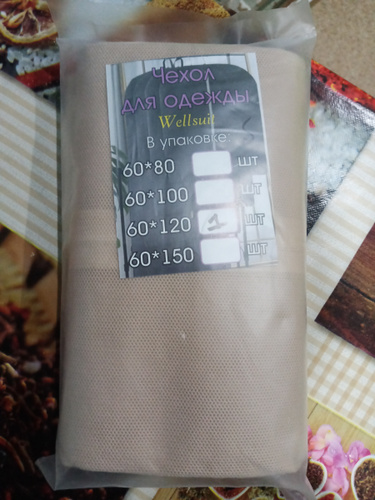 Чехол
для одежды
Wellsuit
В упаковке:
60*80 шт
60*100 шт
60*120 1 шт
60*150 шт